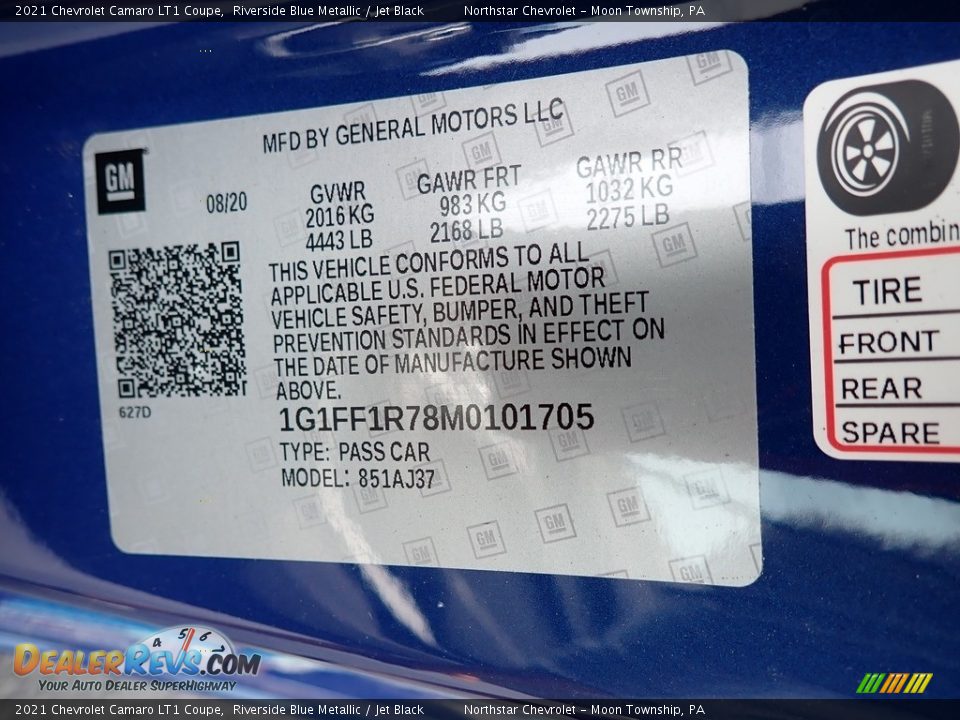 2021 Chevrolet Camaro LT1 Coupe, Riverside Blue Metallic / Jet Black Northstar Chevrolet - Moon Township, PA
MFD BY GENERAL MOTORS LLC
GM
08/20
GVWR GAWR FRT GAWR RR
2016 KG 983 KG 1032 KG
4443 LB 2168 LB 2275 LB
THIS VEHICLE CONFORMS TO ALL
APPLICABLE U.S. FEDERAL MOTOR
VEHICLE SAFETY, BUMPER, AND THEFT
PREVENTION STANDARDS IN EFFECT ON
THE DATE OF MANUFACTURE SHOWN
ABOVE.
627D
1G1FF1R78M0101705
TYPE: PASS CAR
MODEL: 851AJ37
The combin
TIRE
FRONT
REAR
SPARE
4 5 6
DealerRevs.com
Your Auto Dealer SuperHighway
2021 Chevrolet Camaro LT1 Coupe, Riverside Blue Metallic / Jet Black Northstar Chevrolet - Moon Township, PA